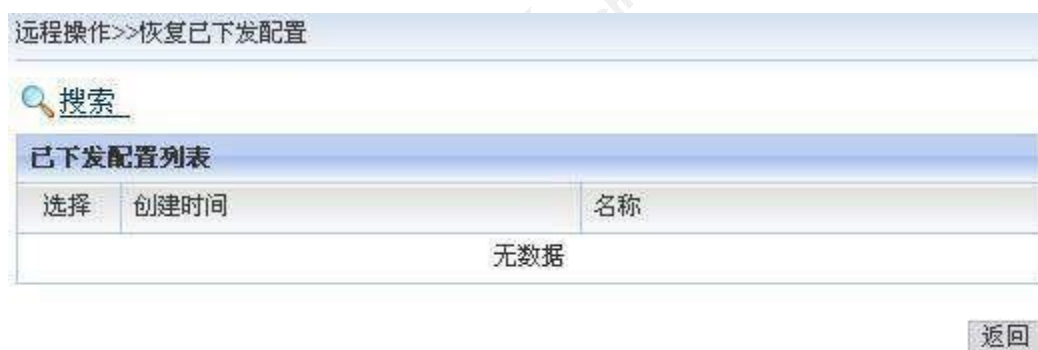 远程操作>>恢复已下发配置
搜索
已下发配置列表
选择 创建时间 名称
无数据
返回